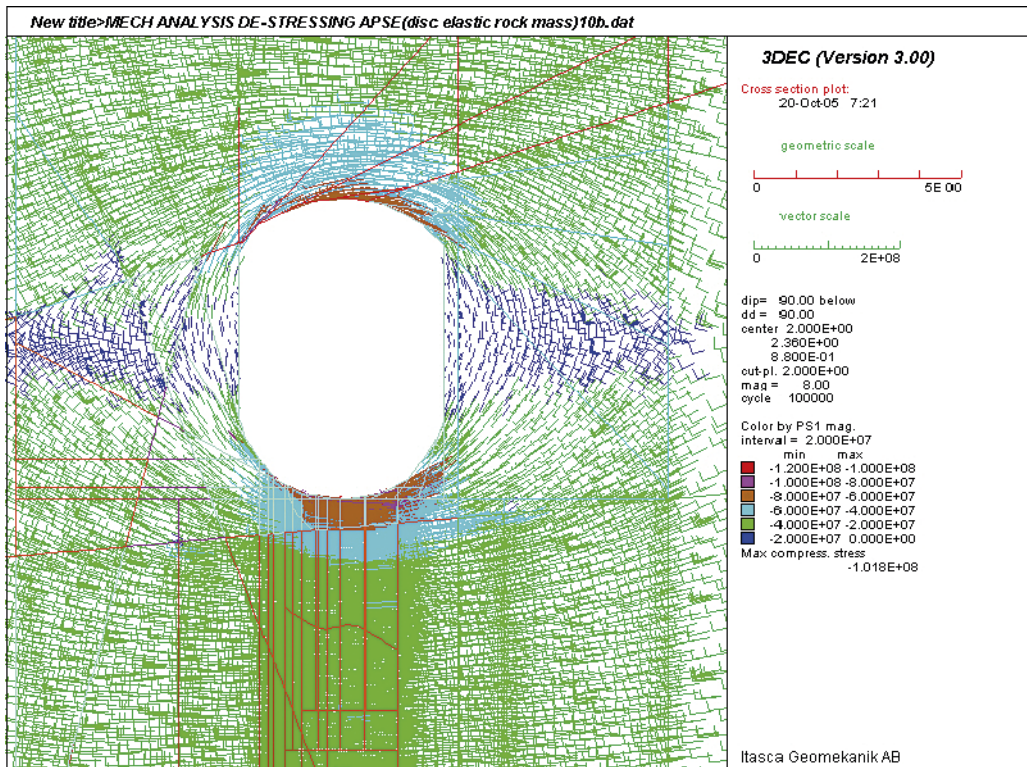 New title>MECH ANALYSIS DE-STRESSING APSE(disc elastic rock mass)10b.dat
3DEC (Version 3.00)
Cross section plot:
20-Oct-05 7:21
geometric scale
0 5E 00
vector scale
0 2E+08
dip= 90.00 below
dd = 90.00
center 2.000E+00
2.360E+00
8.800E-01
cut-pl. 2.000E+00
mag = 8.00
cycle 100000
Color by PS1 mag.
interval = 2.000E+07
min max
-1.200E+08 -1.000E+08
-1.000E+08 -8.000E+07
-8.000E+07 -6.000E+07
-6.000E+07 -4.000E+07
-4.000E+07 -2.000E+07
-2.000E+07 0.000E+00
Max compress. stress
-1.018E+08
Itasca Geomekanik AB